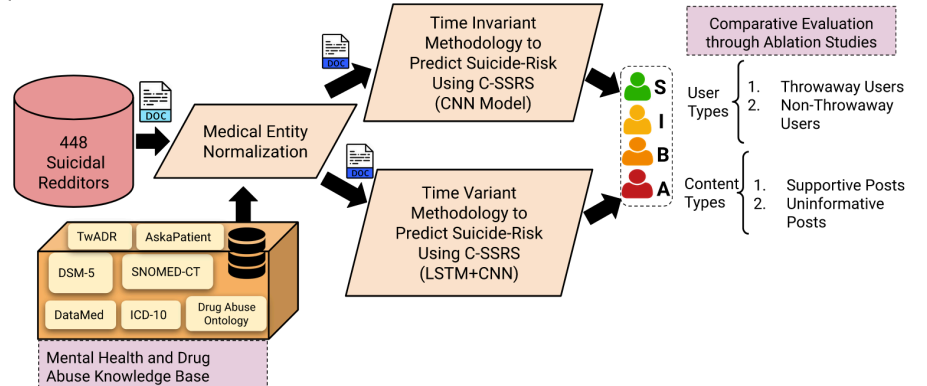 448
Suicidal
Redditors
DOC
Medical Entity
Normalization
DOC
DOC
Time Invariant
Methodology to
Predict Suicide-Risk
Using C-SSRS
(CNN Model)
Time Variant
Methodology to
Predict Suicide-Risk
Using C-SSRS
(LSTM+CNN)
S
I
B
A
Comparative Evaluation
through Ablation Studies
User
Types
1. Throwaway Users
2. Non-Throwaway
Users
Content
Types
1. Supportive Posts
2. Uninformative
Posts
TwADR
AskaPatient
DSM-5
SNOMED-CT
DataMed
ICD-10
Drug Abuse
Ontology
Mental Health and Drug
Abuse Knowledge Base